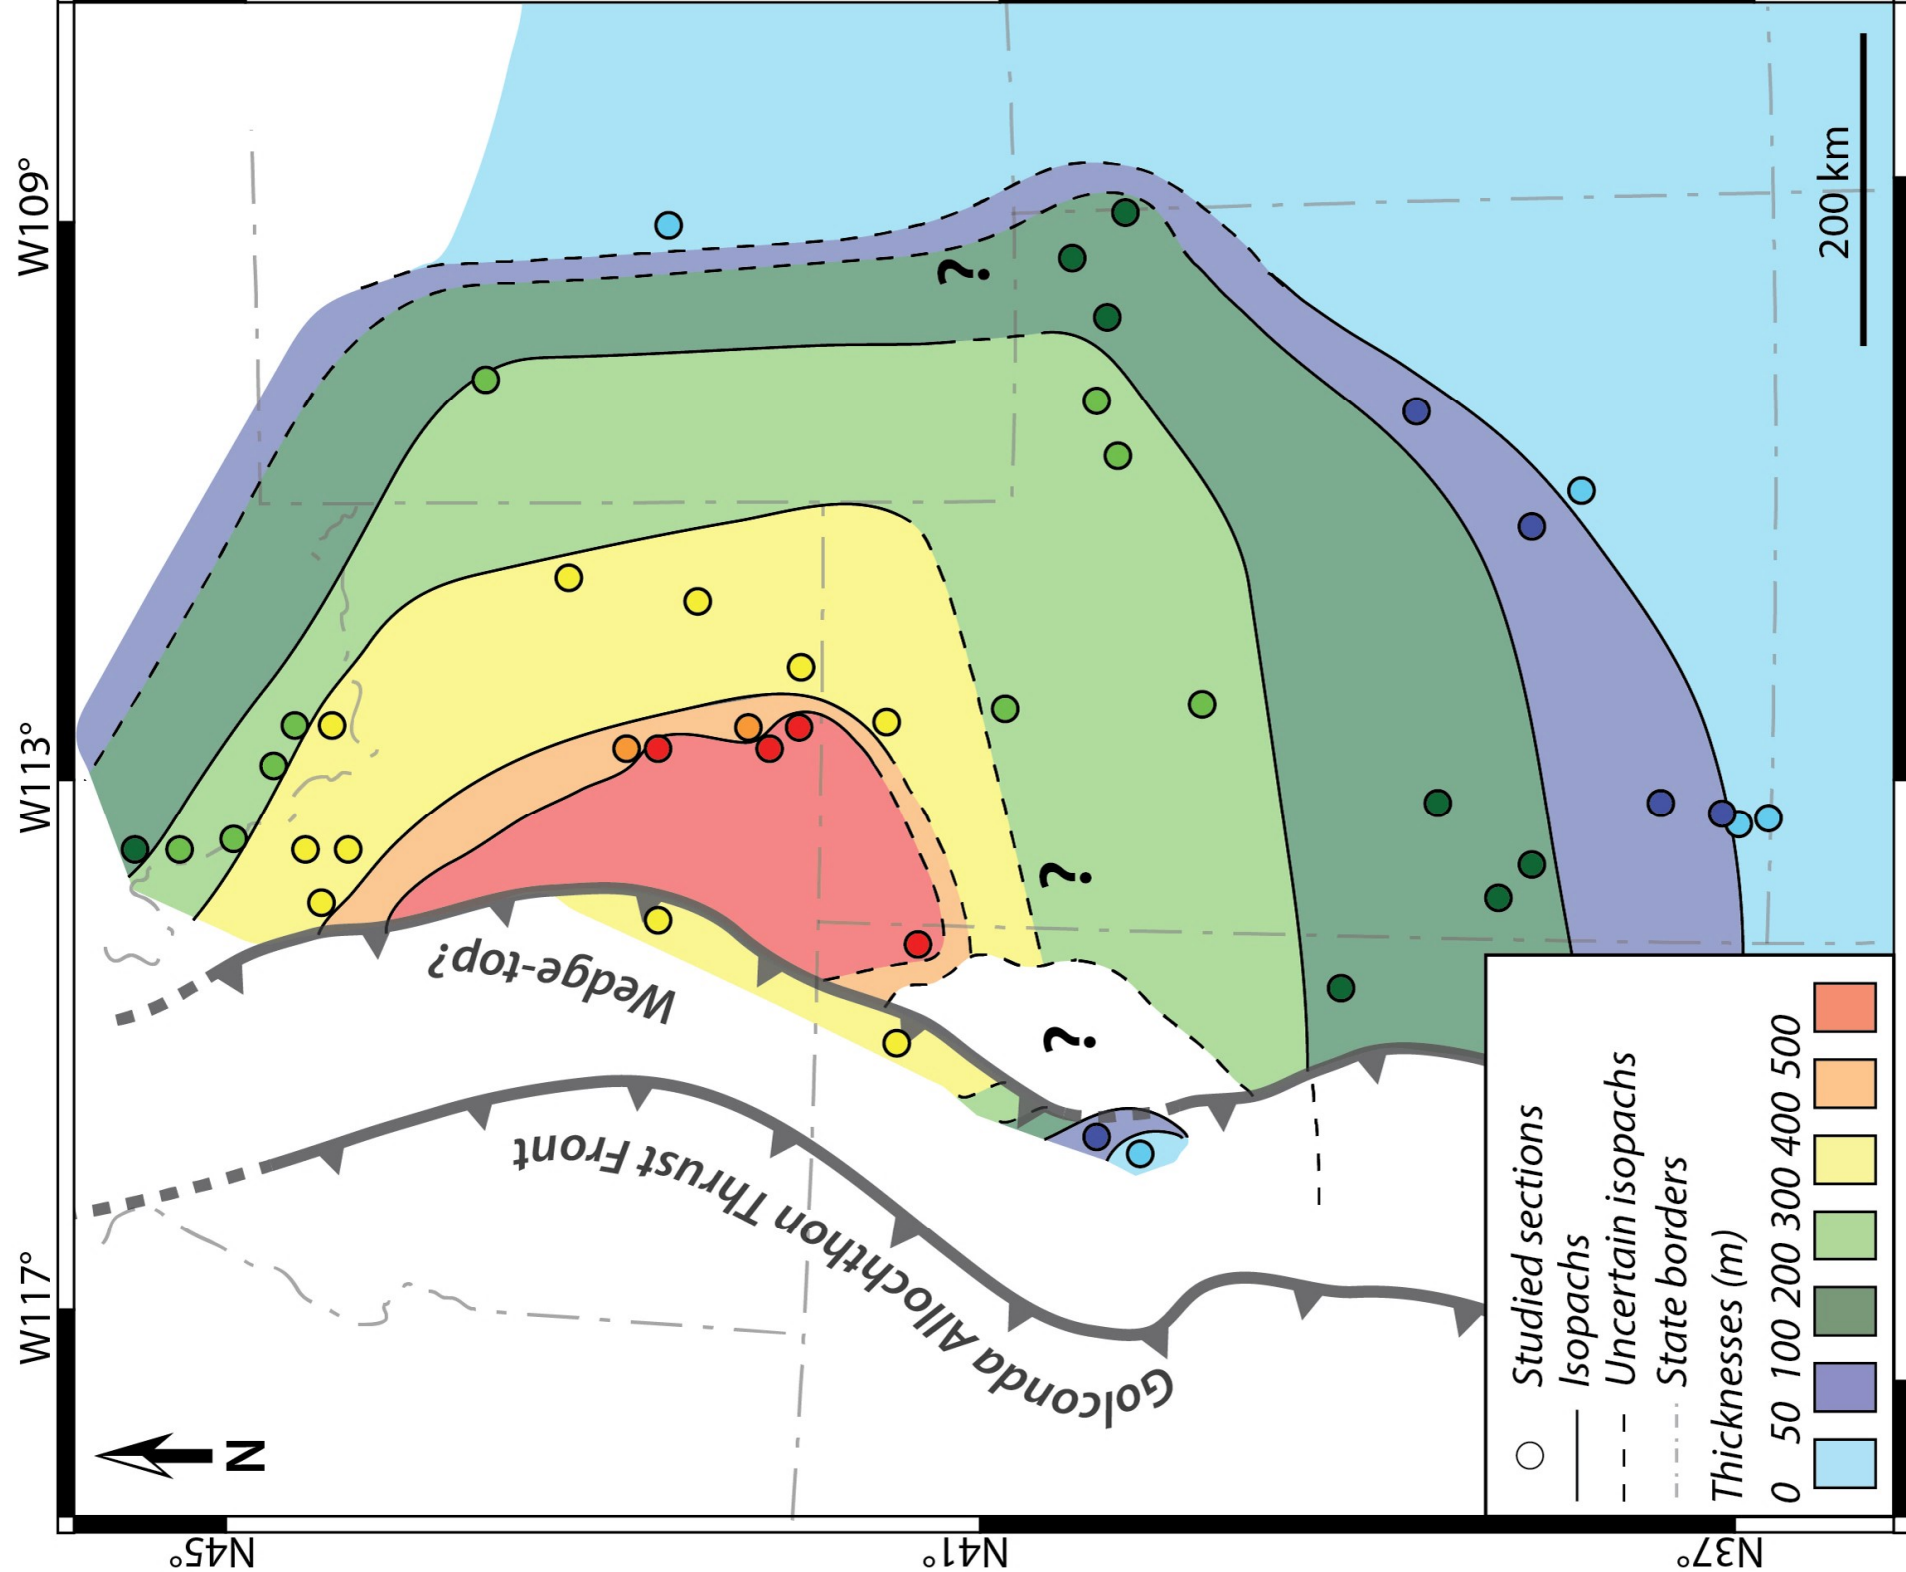 W117°
W113°
W109°
N45°
N41°
N37°
N
Wedge-top?
Golconda Allochthon Thrust Front
?
?
?
200 km
Studied sections
Isopachs
Uncertain isopachs
State borders
Thicknesses (m)
0 50 100 200 300 400 500